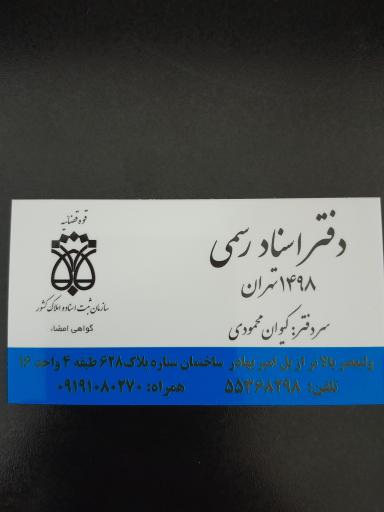 قوه قضائیه
سازمان ثبت اسناد و املاک کشور
گواهی امضاء
دفتر اسناد رسمی
۱۴۹۸ تهران
سردفتر: کیوان محمودی
ولیعصر بالاتر از پل امیر بهادر ساختمان ستاره پلاک ۶۲۸ طبقه ۴ واحد ۱۶
تلفن: ۵۵۳۶۸۲۹۸ همراه: ۰۹۱۹۱۰۸۰۲۷۰